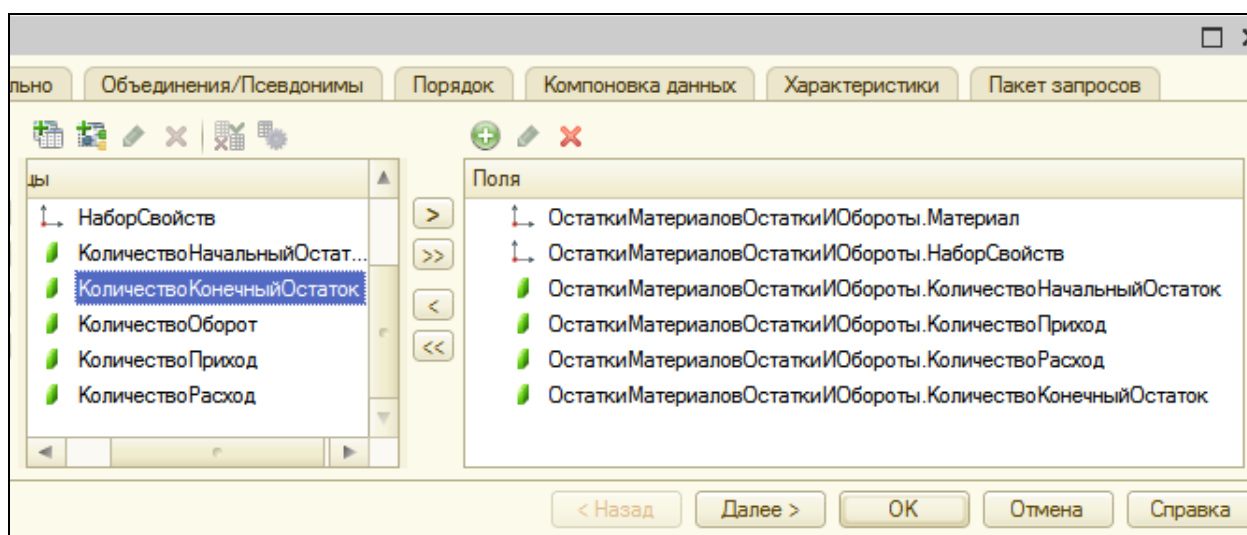 льно Объединения/Псевдонимы Порядок Компоновка данных Характеристики Пакет запросов
цы Поля
НаборСвойств
КоличествоНачальныйОстат...
КоличествоКонечныйОстаток
КоличествоОборот
КоличествоПриход
КоличествоРасход
>
>>
<
<<
ОстаткиМатериаловОстаткиИОбороты.Материал
ОстаткиМатериаловОстаткиИОбороты.НаборСвойств
ОстаткиМатериаловОстаткиИОбороты.КоличествоНачальныйОстаток
ОстаткиМатериаловОстаткиИОбороты.КоличествоПриход
ОстаткиМатериаловОстаткиИОбороты.КоличествоРасход
ОстаткиМатериаловОстаткиИОбороты.КоличествоКонечныйОстаток
< Назад Далее > OK Отмена Справка